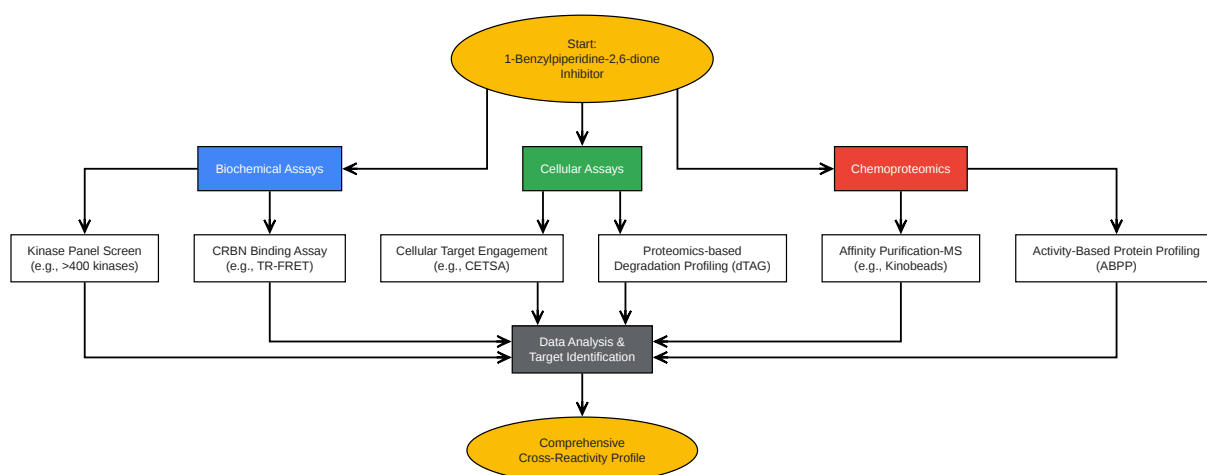 Start:
1-Benzylpiperidine-2,6-dione
Inhibitor
Biochemical Assays
Cellular Assays
Chemoproteomics
Kinase Panel Screen
(e.g., >400 kinases)
CRBN Binding Assay
(e.g., TR-FRET)
Cellular Target Engagement
(e.g., CETSA)
Proteomics-based
Degradation Profiling (dTAG)
Affinity Purification-MS
(e.g., Kinobeads)
Activity-Based Protein Profiling
(ABPP)
Data Analysis &
Target Identification
Comprehensive
Cross-Reactivity Profile